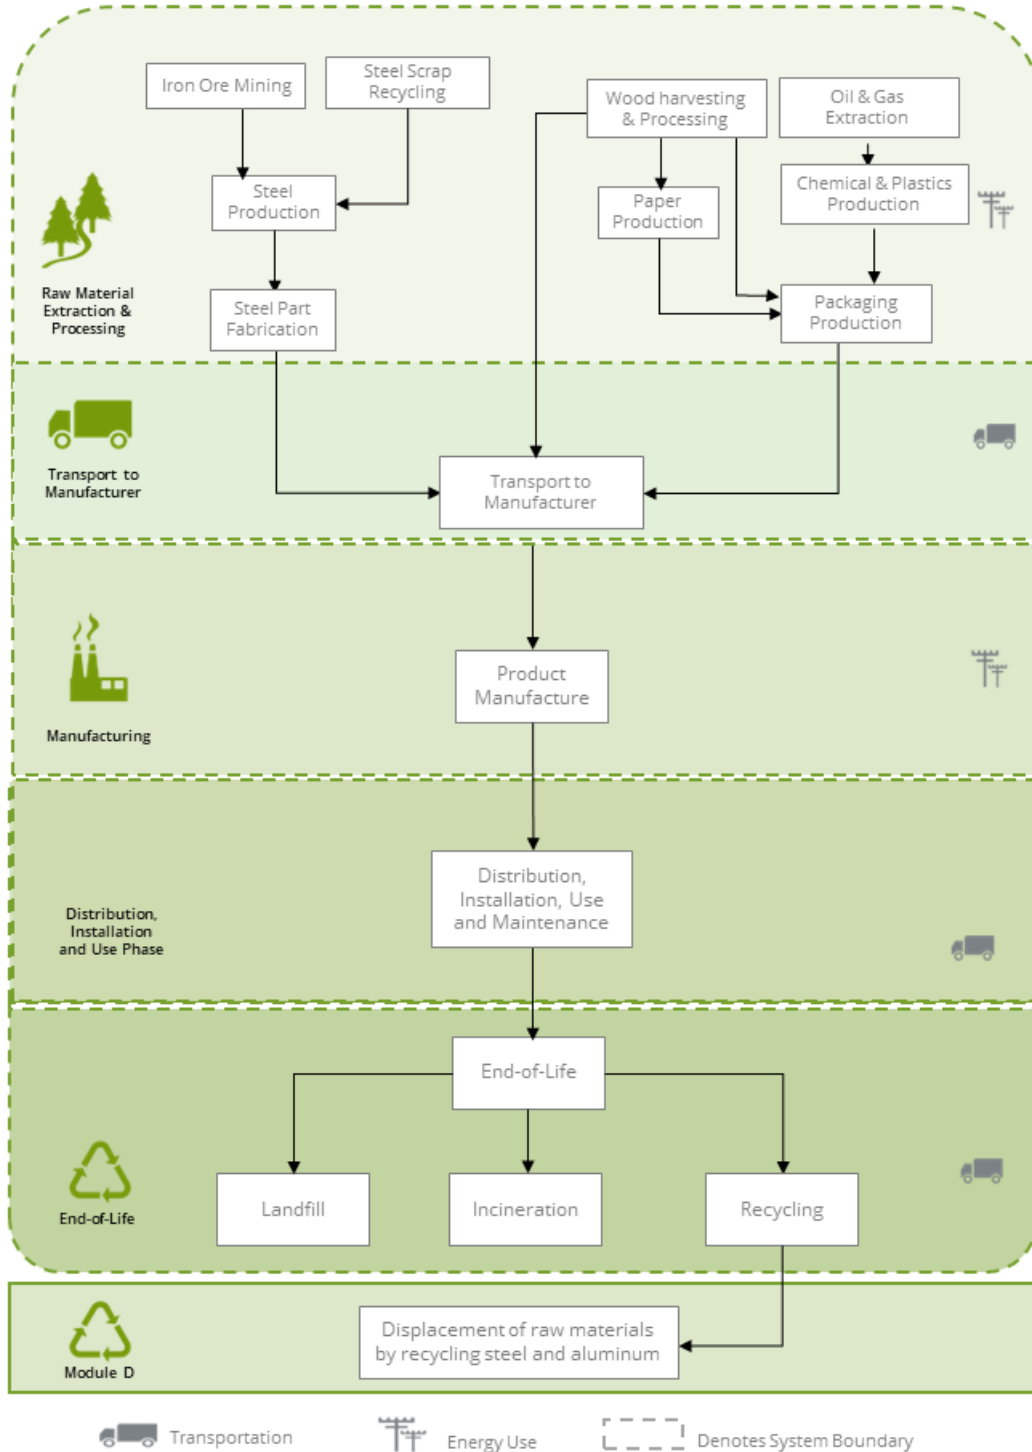 Iron Ore Mining
Steel Scrap
Recycling
Wood harvesting
& Processing
Oil & Gas
Extraction
Steel
Production
Paper
Production
Chemical & Plastics
Production
Raw Material
Extraction &
Processing
Steel Part
Fabrication
Packaging
Production
Transport to
Manufacturer
Transport to
Manufacturer
Product
Manufacture
Manufacturing
Distribution,
Installation
and Use Phase
Distribution,
Installation, Use
and Maintenance
End-of-Life
End-of-Life
Landfill
Incineration
Recycling
Module D
Displacement of raw materials
by recycling steel and aluminum
Transportation
Energy Use
Denotes System Boundary